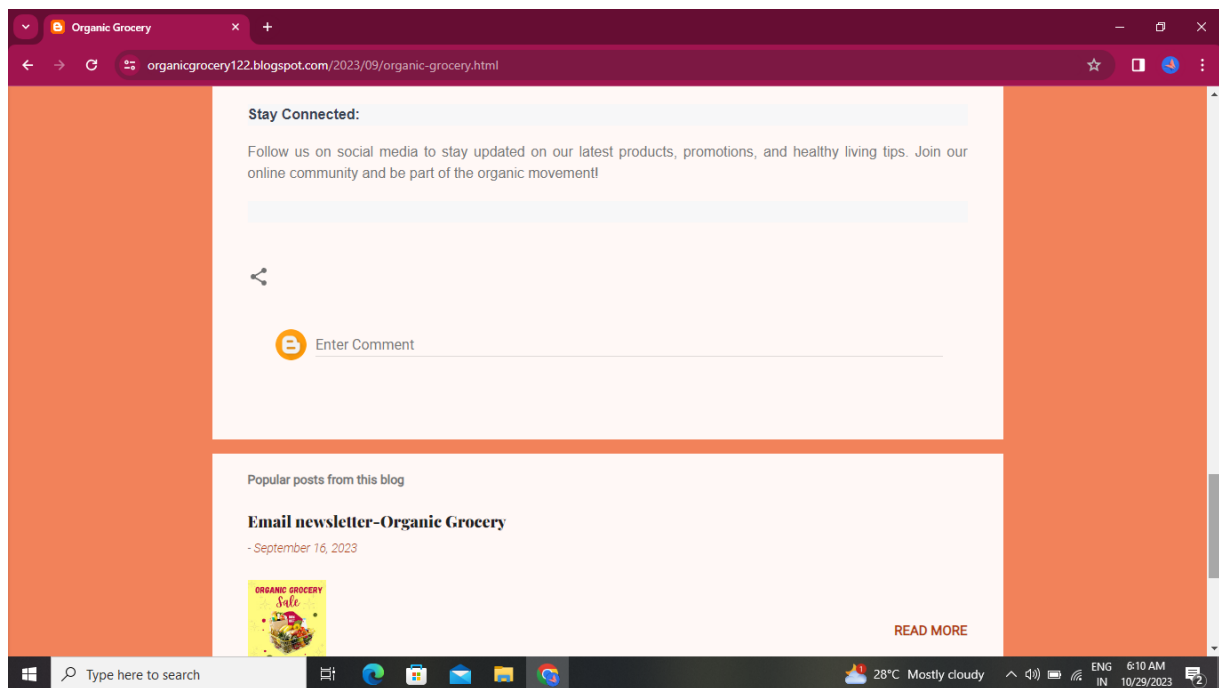 Organic Grocery
organicgrocery122.blogspot.com/2023/09/organic-grocery.html
Stay Connected:
Follow us on social media to stay updated on our latest products, promotions, and healthy living tips. Join our
online community and be part of the organic movement!
Enter Comment
Popular posts from this blog
Email newsletter-Organic Grocery
- September 16, 2023
ORGANIC GROCERY
Sale
READ MORE
Type here to search
1
28°C Mostly cloudy
ENG
IN
6:10 AM
10/29/2023
2